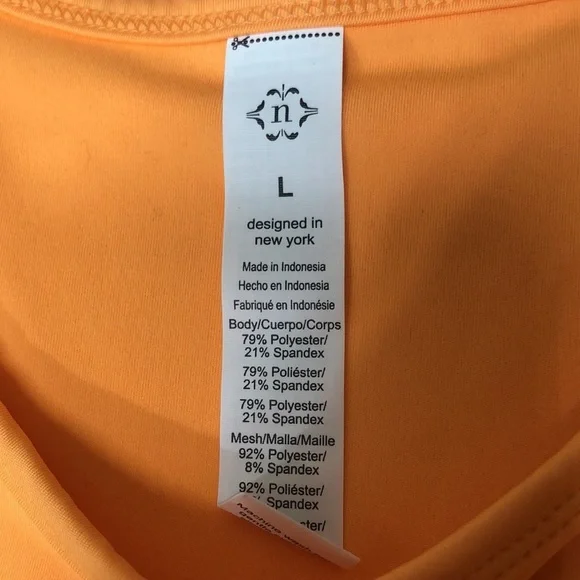 n
L
designed in
new york
Made in Indonesia
Hecho en Indonesia
Fabriqué en Indonésie
Body/Cuerpo/Corps
79% Polyester/
21% Spandex
79% Poliéster/
21% Spandex
79% Polyester/
21% Spandex
Mesh/Malla/Maille
92% Polyester/
8% Spandex
92% Poliéster/
Spandex
Machine